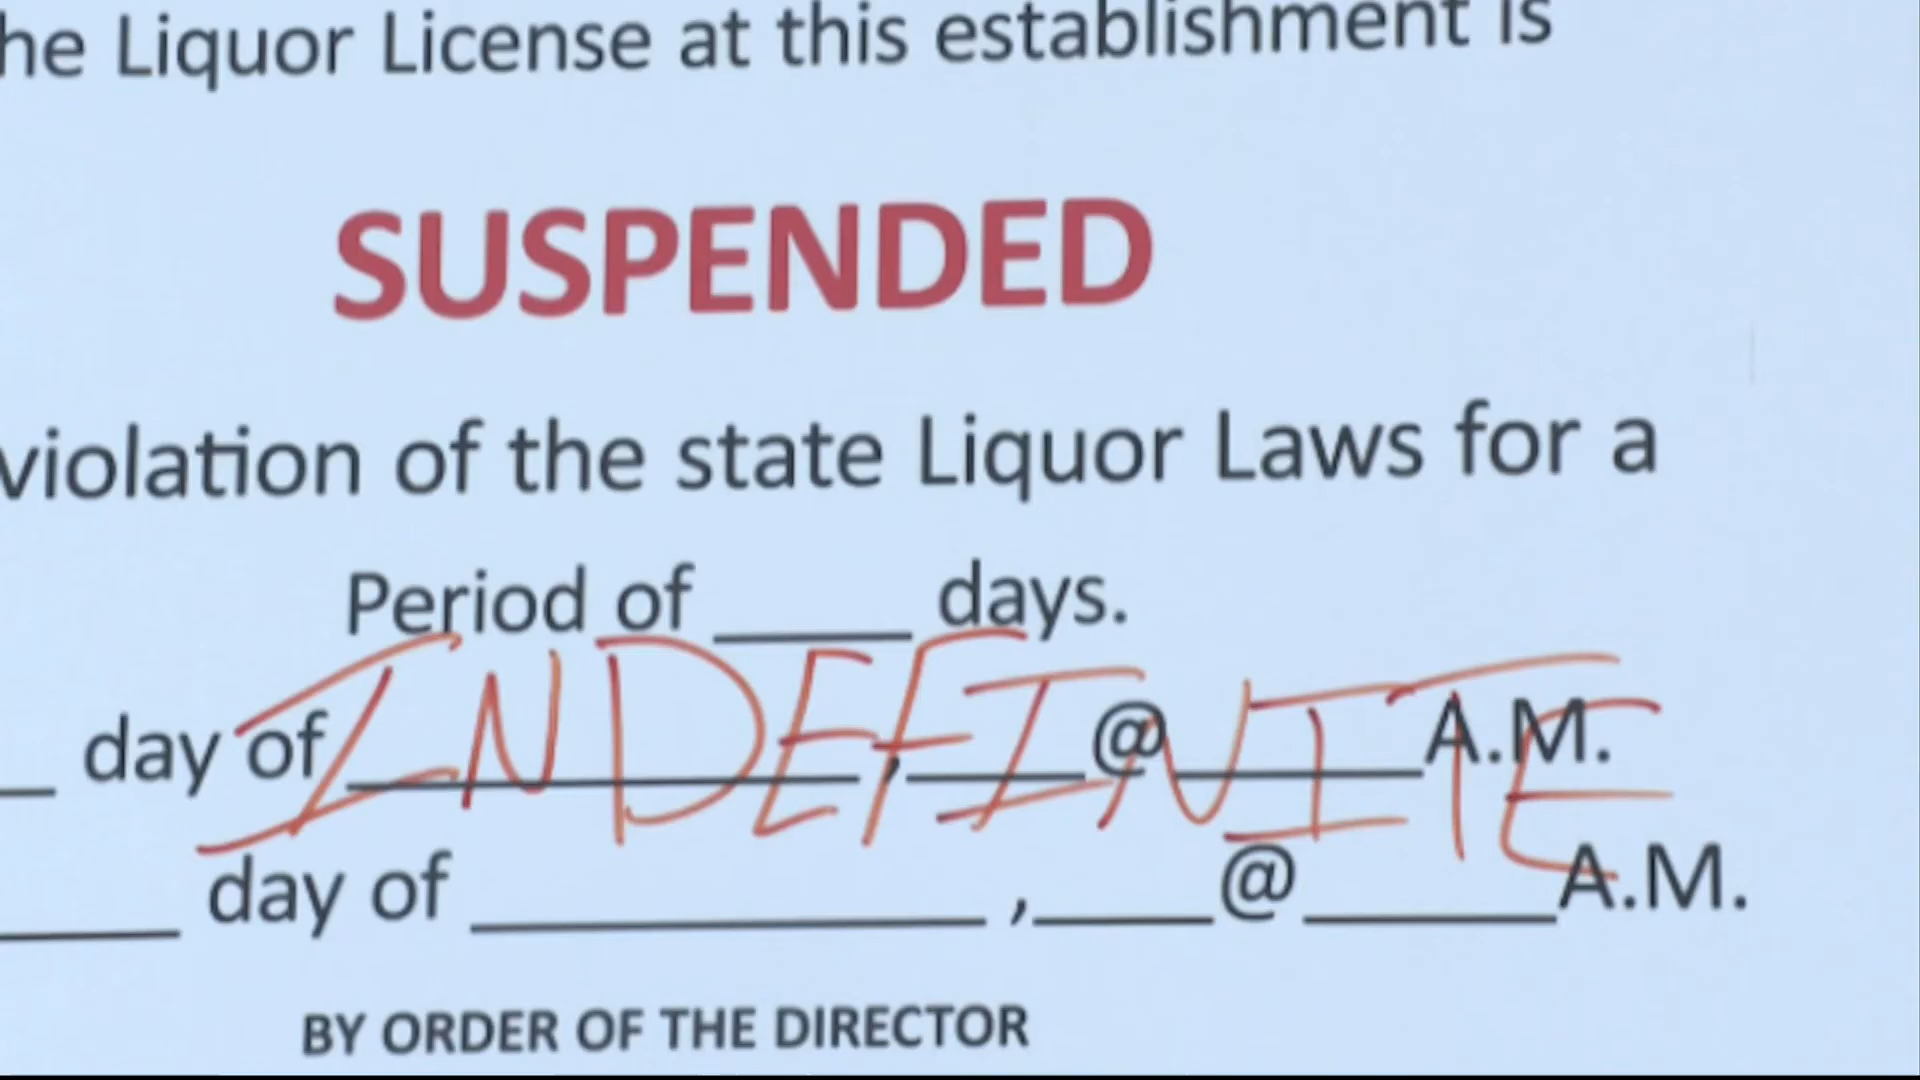 he Liquor License at this establishment is
SUSPENDED
violation of the state Liquor Laws for a
Period of _____ days.
__ day of _____________ , _____ @ _______ A.M.
INDEFINITE
_____ day of _____________ , _____ @ _______ A.M.
BY ORDER OF THE DIRECTOR